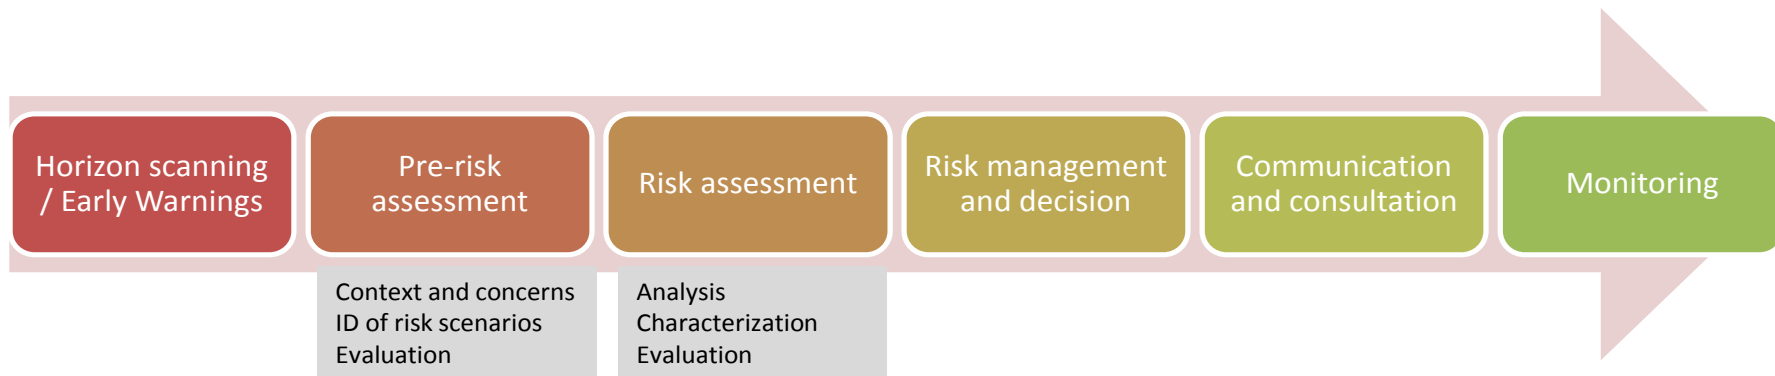 Horizon scanning
/ Early Warnings
Pre-risk
assessment
Risk assessment
Risk management
and decision
Communication
and consultation
Monitoring
Context and concerns
ID of risk scenarios
Evaluation
Analysis
Characterization
Evaluation